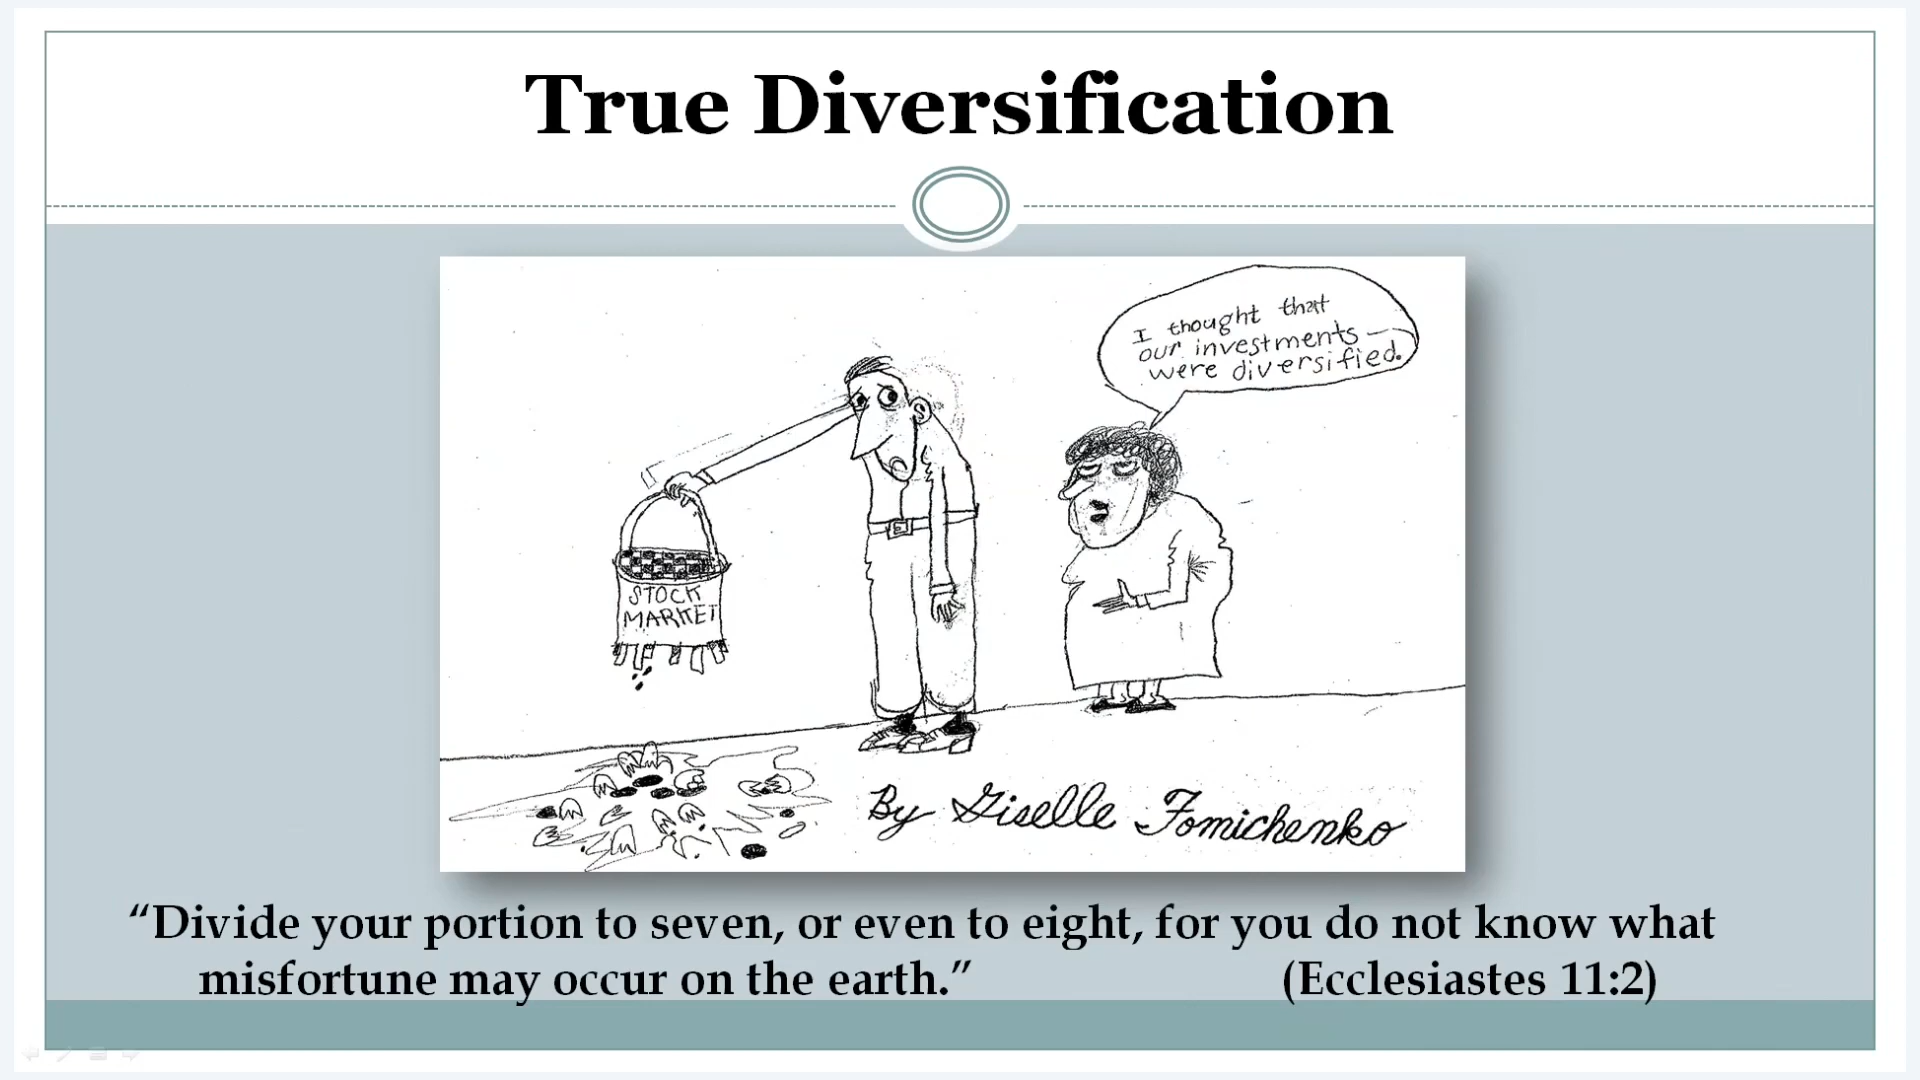 True Diversification
I thought that
our investments
were diversified.
STOCK
MARKET
By Giselle Fomichenko
“Divide your portion to seven, or even to eight, for you do not know what
misfortune may occur on the earth.” (Ecclesiastes 11:2)